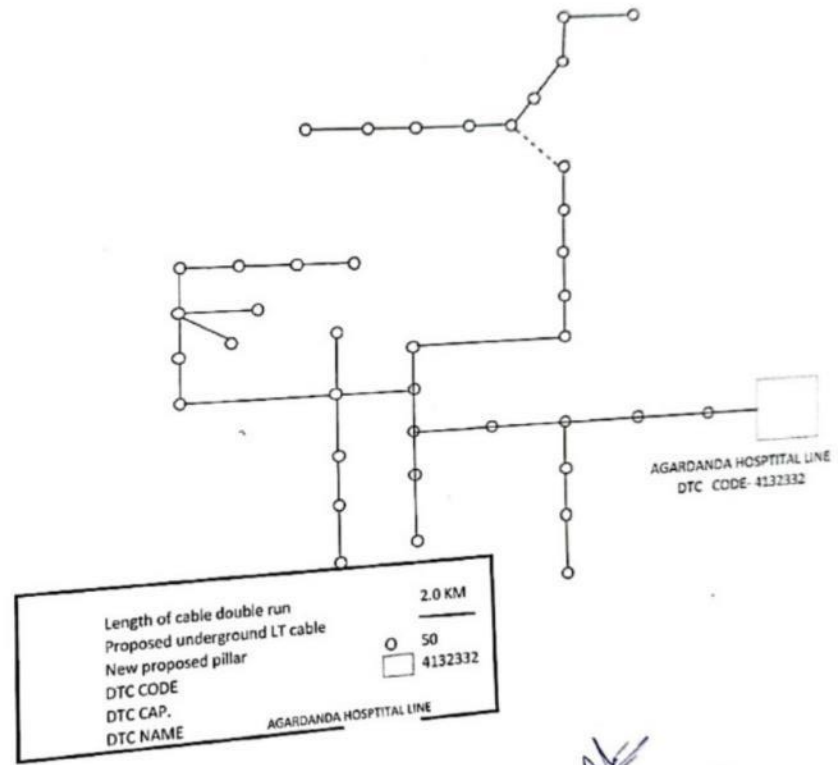 AGARDANDA HOSPTITAL LINE
DTC CODE- 4132332
Length of cable double run 2.0 KM
Proposed underground LT cable
New proposed pillar 50
DTC CODE 4132332
DTC CAP.
DTC NAME AGARDANDA HOSPTITAL LINE